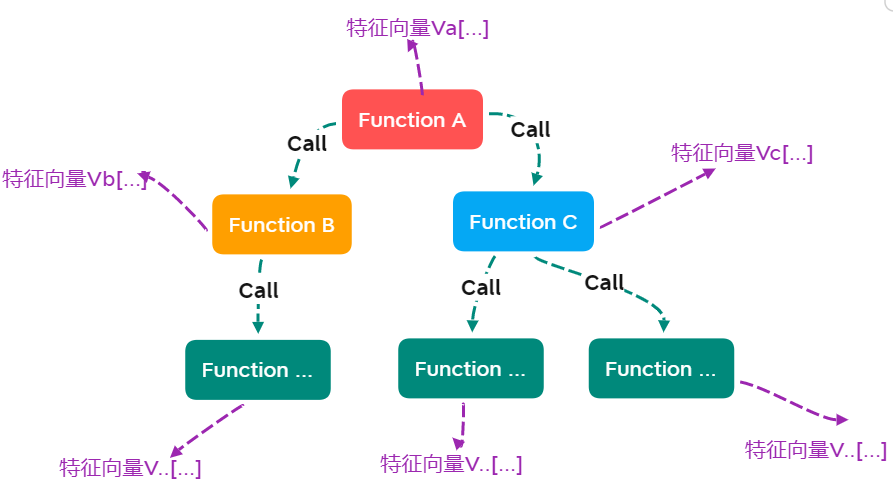 特征向量Va[...]
Function A
Call
Call
特征向量Vc[...]
特征向量Vb[...]
Function B
Function C
Call
Call
Call
Function ...
Function ...
Function ...
特征向量V..[...]
特征向量V..[...]
特征向量V..[...]